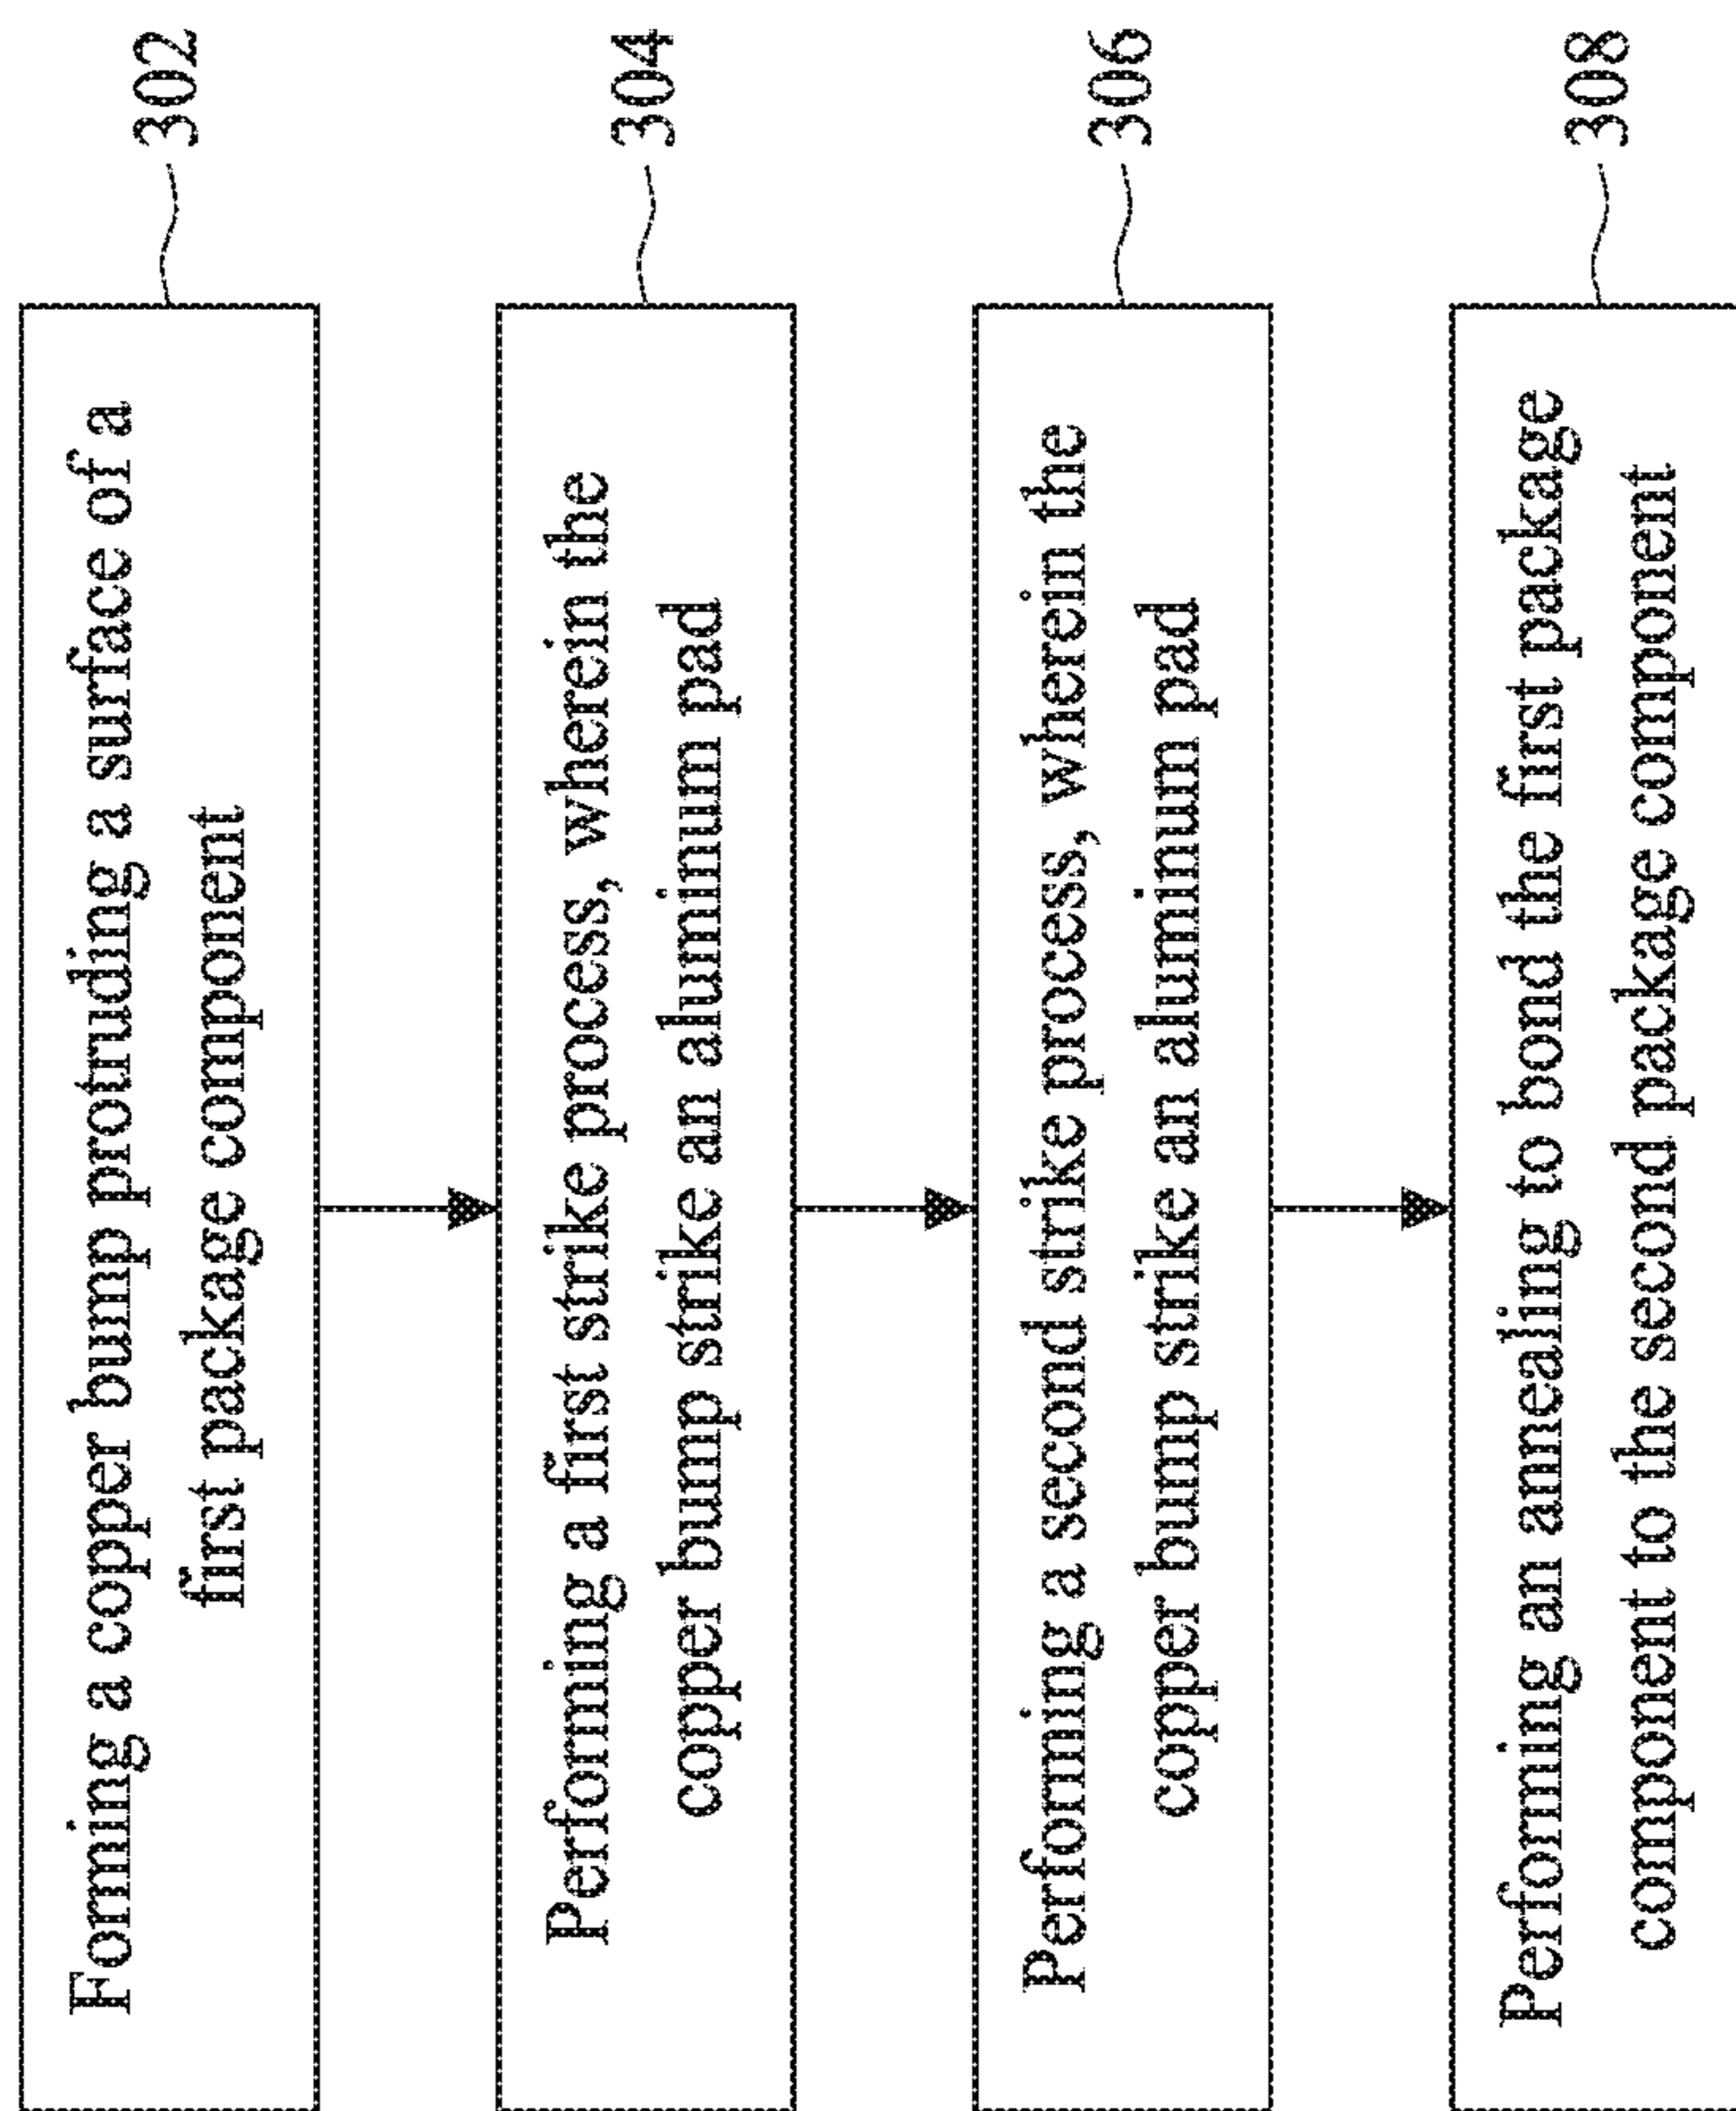 Forming a copper bump protruding a surface of a
first package component
302
Performing a first strike process, wherein the
copper bump strike an aluminum pad
304
Performing a second strike process, wherein the
copper bump strike an aluminum pad
306
Performing an annealing to bond the first package
component to the second package component
308